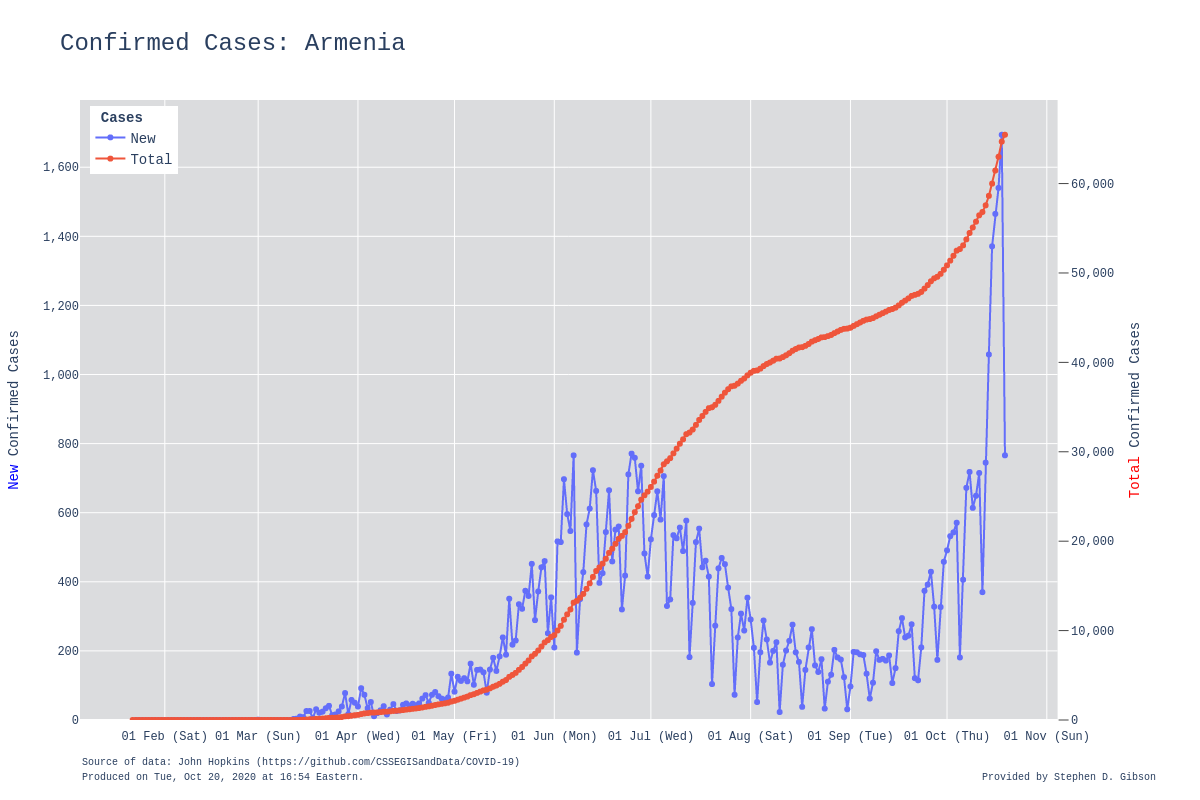 Confirmed Cases: Armenia
Cases
New
Total
1,600
1,400
1,200
1,000
800
600
400
200
0
60,000
50,000
40,000
30,000
20,000
10,000
0
New Confirmed Cases
Total Confirmed Cases
01 Feb (Sat) 01 Mar (Sun) 01 Apr (Wed) 01 May (Fri) 01 Jun (Mon) 01 Jul (Wed) 01 Aug (Sat) 01 Sep (Tue) 01 Oct (Thu) 01 Nov (Sun)
Source of data: John Hopkins (https://github.com/CSSEGISandData/COVID-19)
Produced on Tue, Oct 20, 2020 at 16:54 Eastern.
Provided by Stephen D. Gibson